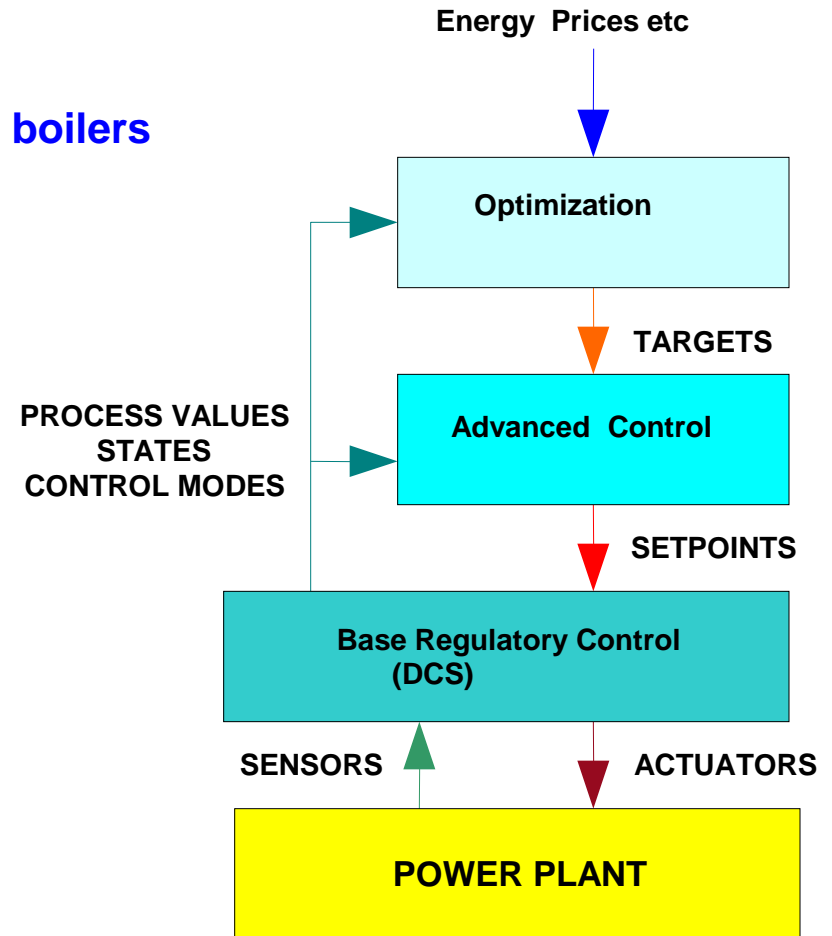 Energy Prices etc
boilers
Optimization
TARGETS
PROCESS VALUES
STATES
CONTROL MODES
Advanced Control
SETPOINTS
Base Regulatory Control
(DCS)
SENSORS
ACTUATORS
POWER PLANT